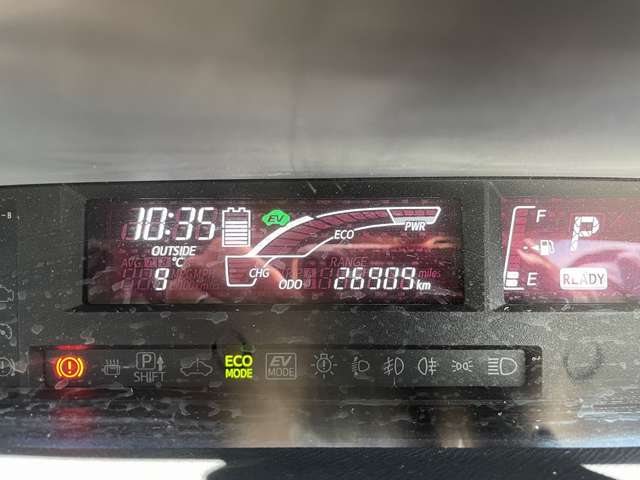 10:35
EV
ECO
PWR
F
P
OUTSIDE
°C
9
CHG
RANGE
miles
E
READY
ODO
26909 km
P
SHIFT
ECO
MODE
EV
MODE